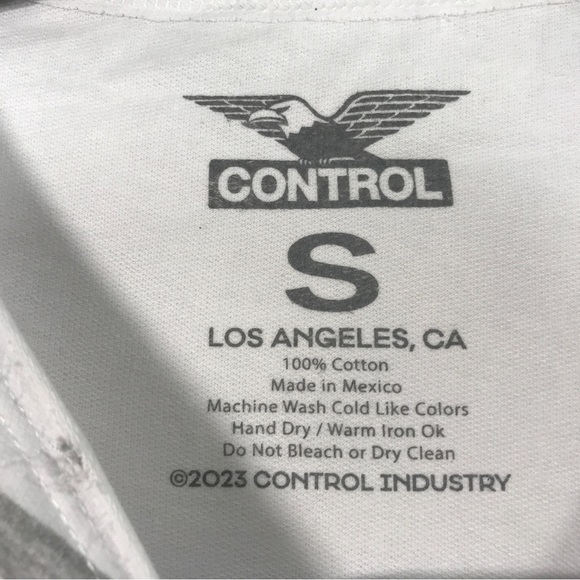 CONTROL
S
LOS ANGELES, CA
100% Cotton
Made in Mexico
Machine Wash Cold Like Colors
Hand Dry / Warm Iron Ok
Do Not Bleach or Dry Clean
©2023 CONTROL INDUSTRY